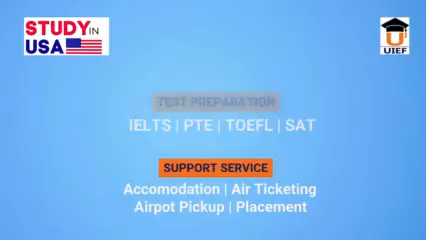 STUDY IN
USA
UIEF
TEST PREPARATION
IELTS | PTE | TOEFL | SAT
SUPPORT SERVICE
Accomodation | Air Ticketing
Airpot Pickup | Placement